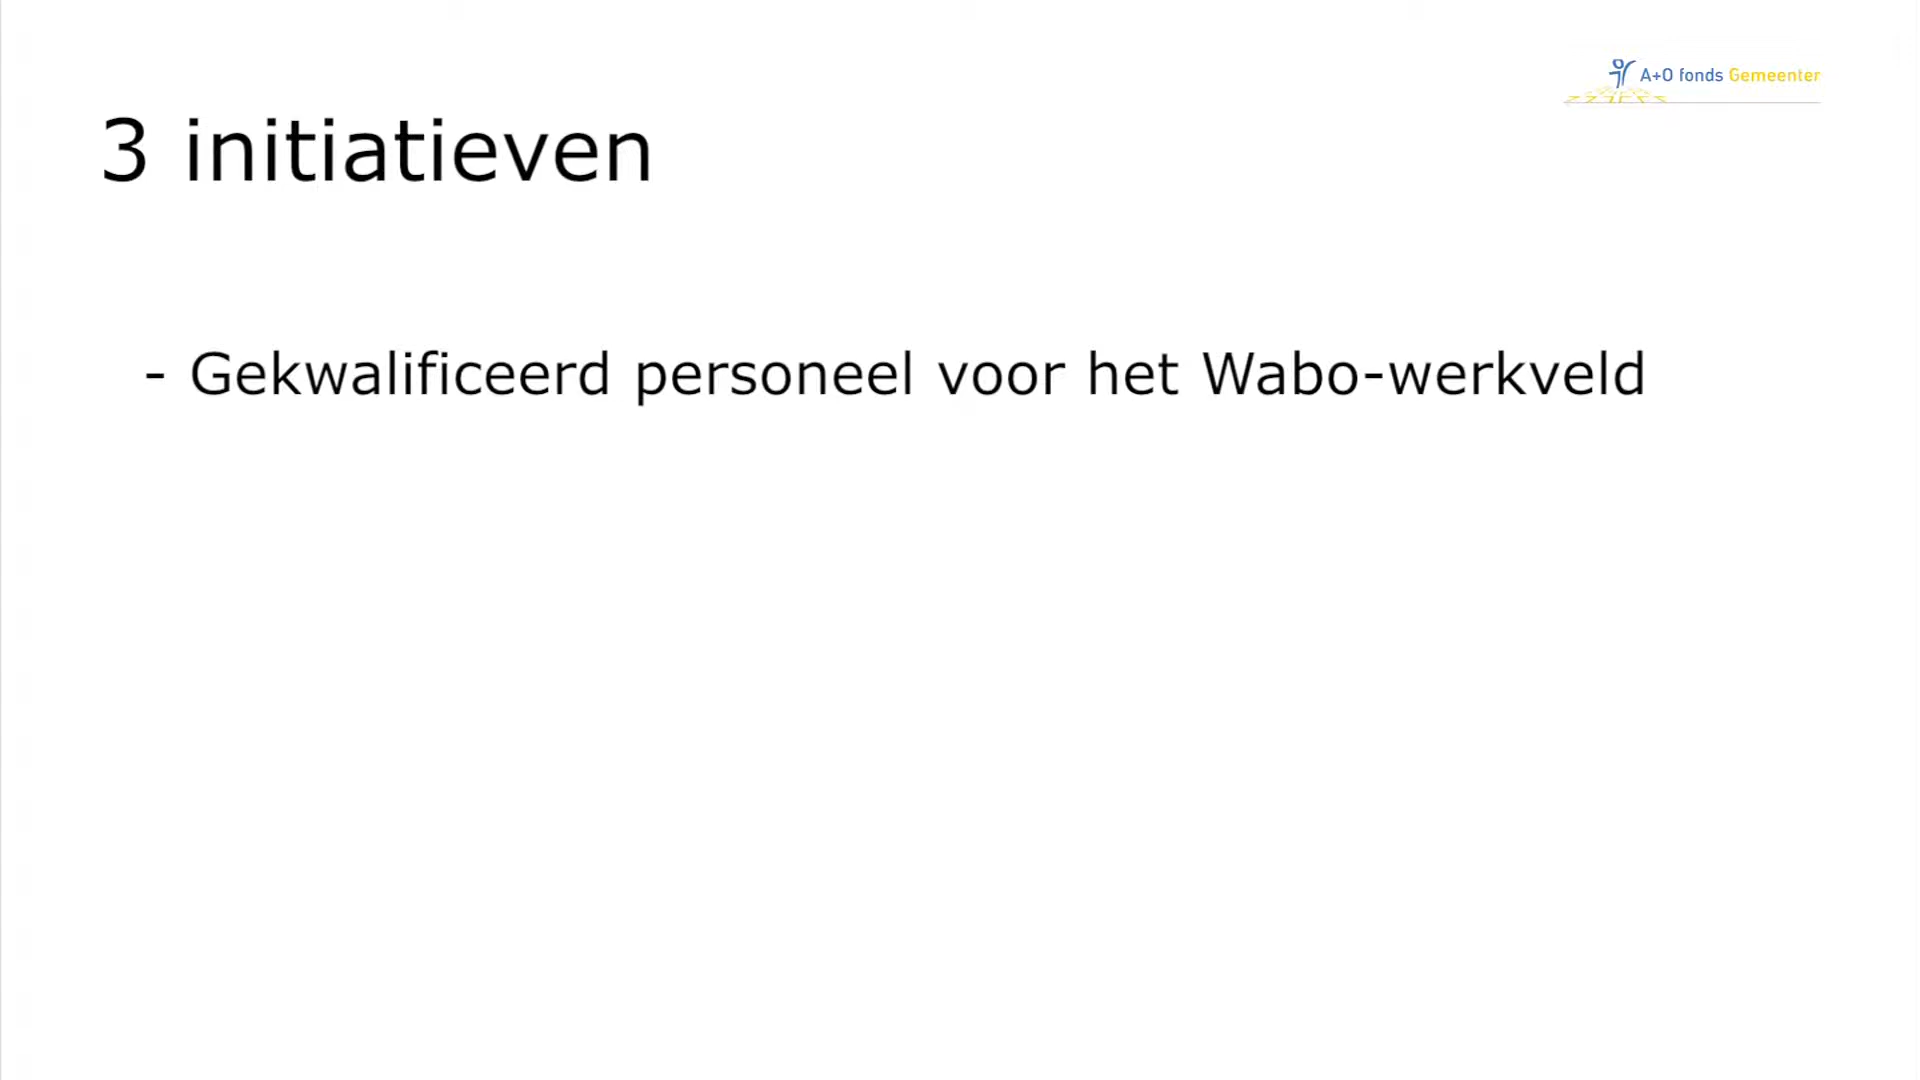 A+O fonds Gemeenten
3 initiatieven
- Gekwalificeerd personeel voor het Wabo-werkveld